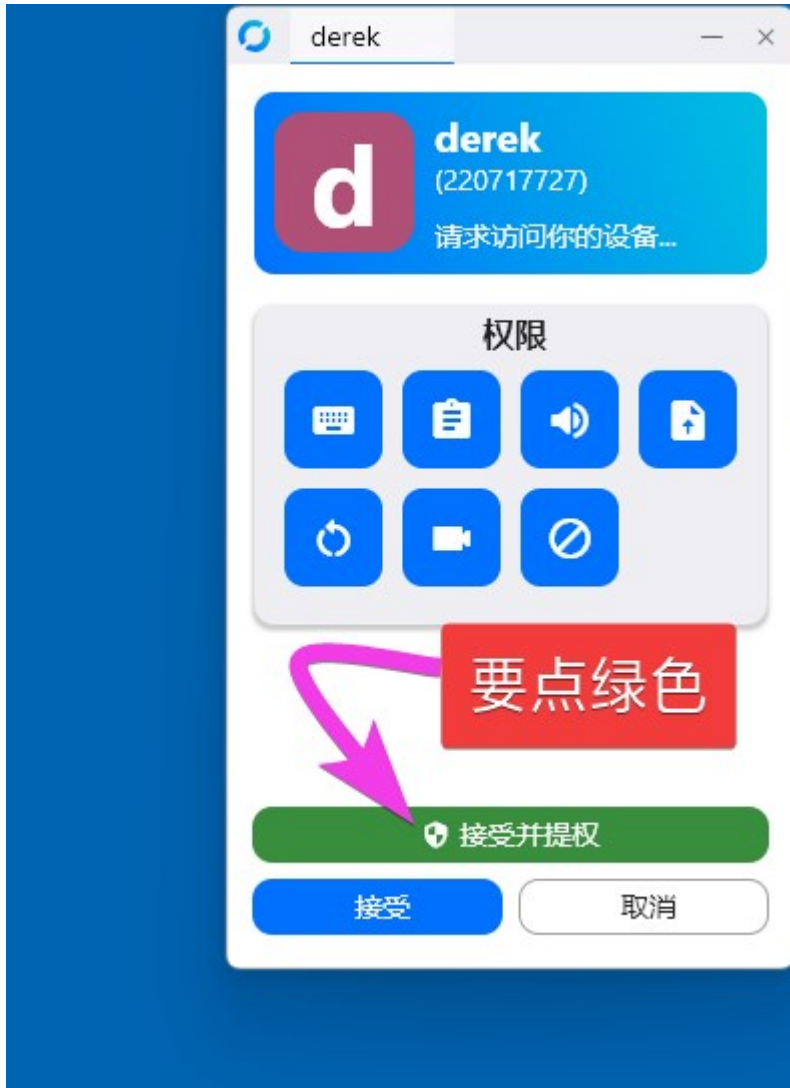 derek
d
derek
(220717727)
请求访问你的设备...
权限
要点绿色
接受并提权
接受
取消